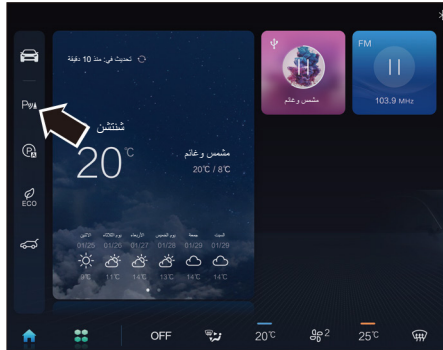 تحديث في: منذ 10 دقيقة
FM
P
P A
شنتشن
20°C
مشمس وغائم
20℃ / 8℃
مشمس وغائم
103.9 MHz
ECO
الاثنين يوم الثلاثاء الأربعاء يوم الخميس جمعة السبت
01/25 01/26 01/27 01/28 01/29 01/29
9℃ 11℃ 14℃ 13℃ 14℃ 14℃
OFF 20℃ 2 25℃